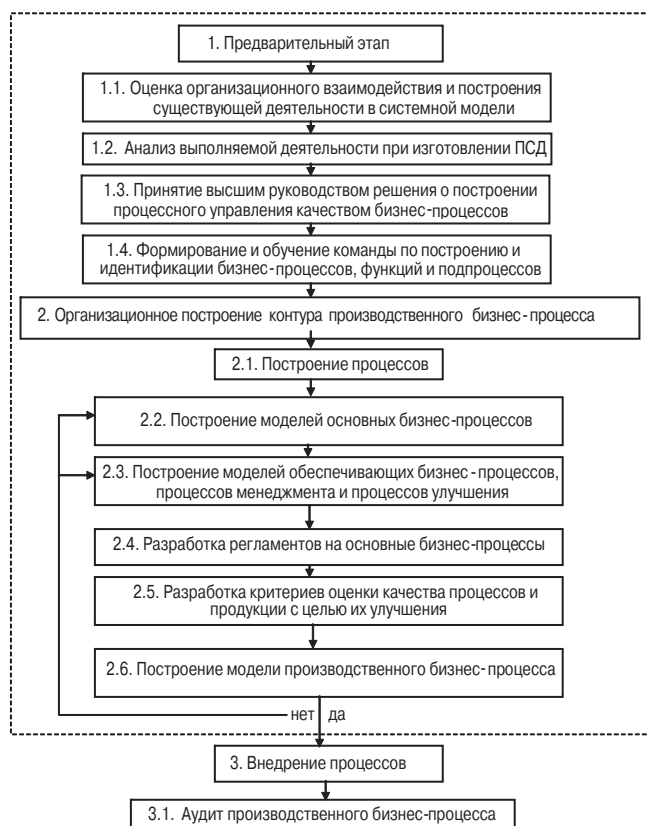 1. Предварительный этап
1.1. Оценка организационного взаимодействия и построения
существующей деятельности в системной модели
1.2. Анализ выполняемой деятельности при изготовлении ПСД
1.3. Принятие высшим руководством решения о построении
процессного управления качеством бизнес-процессов
1.4. Формирование и обучение команды по построению и
идентификации бизнес-процессов, функций и подпроцессов
2. Организационное построение контура производственного бизнес-процесса
2.1. Построение процессов
2.2. Построение моделей основных бизнес-процессов
2.3. Построение моделей обеспечивающих бизнес-процессов,
процессов менеджмента и процессов улучшения
2.4. Разработка регламентов на основные бизнес-процессы
2.5. Разработка критериев оценки качества процессов и
продукции с целью их улучшения
2.6. Построение модели производственного бизнес-процесса
нет да
3. Внедрение процессов
3.1. Аудит производственного бизнес-процесса